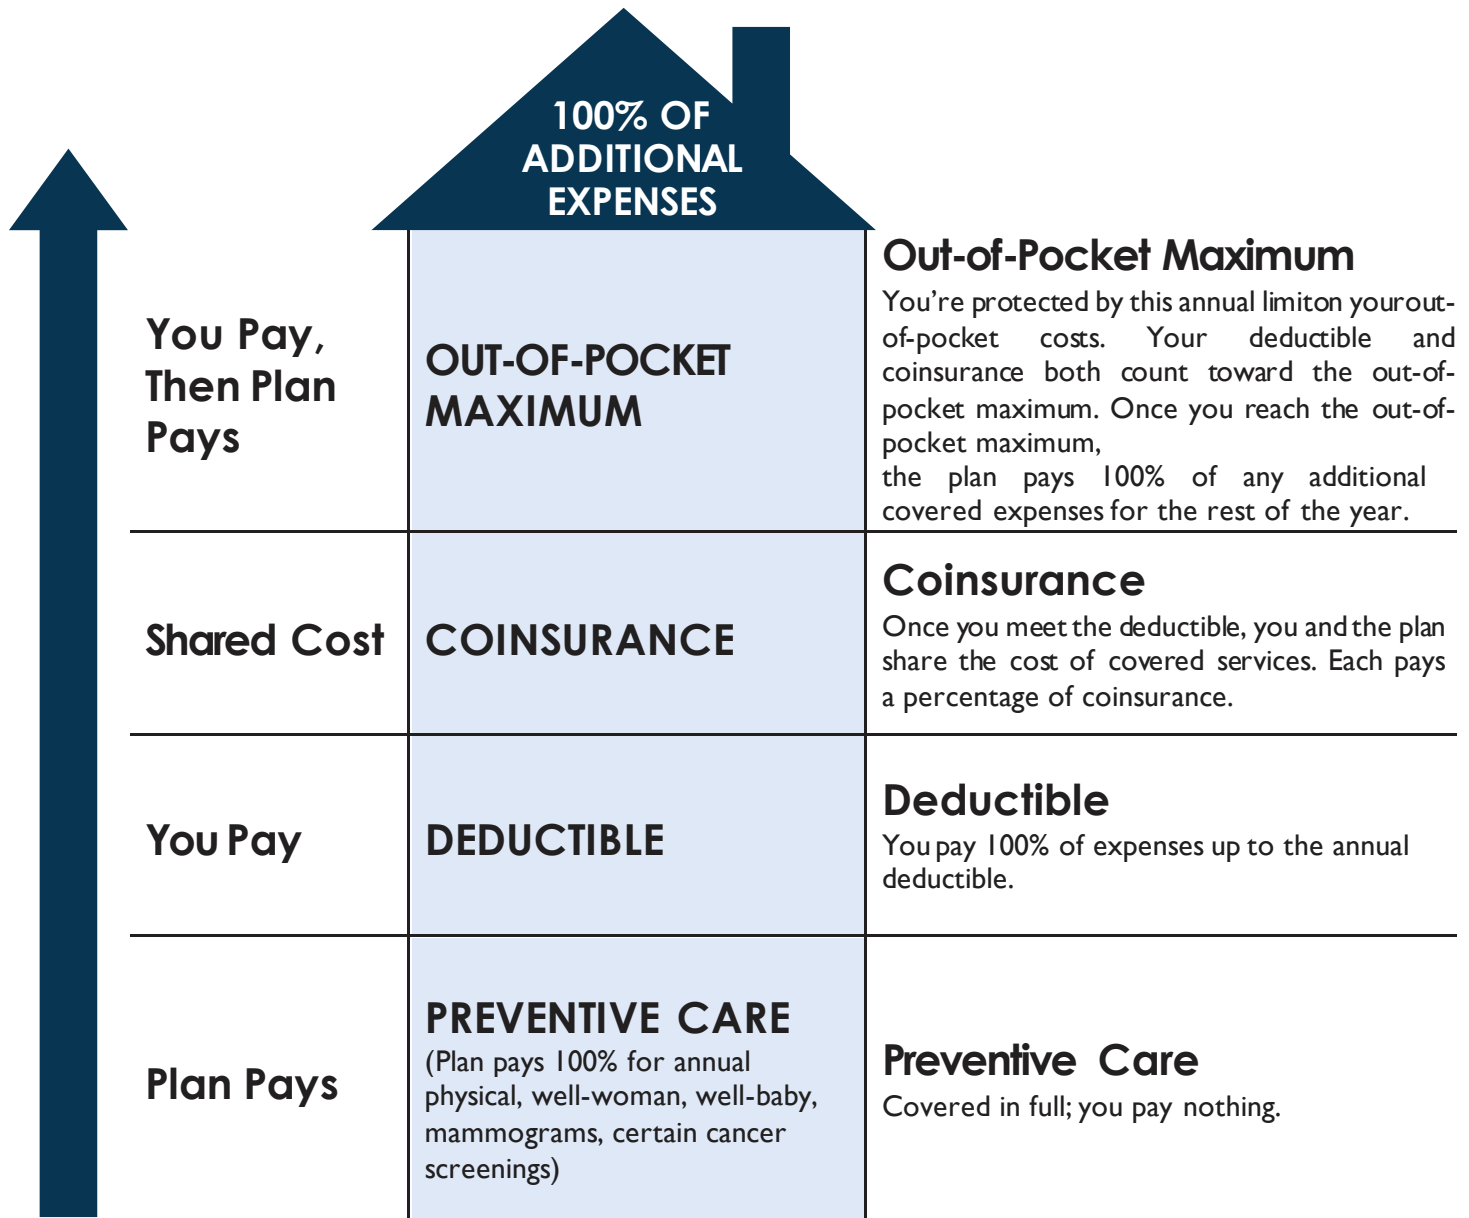 100% OF
ADDITIONAL
EXPENSES
You Pay,
Then Plan
Pays
OUT-OF-POCKET
MAXIMUM
Out-of-Pocket Maximum
You’re protected by this annual limiton yourout-
of-pocket costs. Your deductible and
coinsurance both count toward the out-of-
pocket maximum. Once you reach the out-of-
pocket maximum,
the plan pays 100% of any additional
covered expenses for the rest of the year.
Shared Cost
COINSURANCE
Coinsurance
Once you meet the deductible, you and the plan
share the cost of covered services. Each pays
a percentage of coinsurance.
You Pay
DEDUCTIBLE
Deductible
You pay 100% of expenses up to the annual
deductible.
Plan Pays
PREVENTIVE CARE
(Plan pays 100% for annual
physical, well-woman, well-baby,
mammograms, certain cancer
screenings)
Preventive Care
Covered in full; you pay nothing.